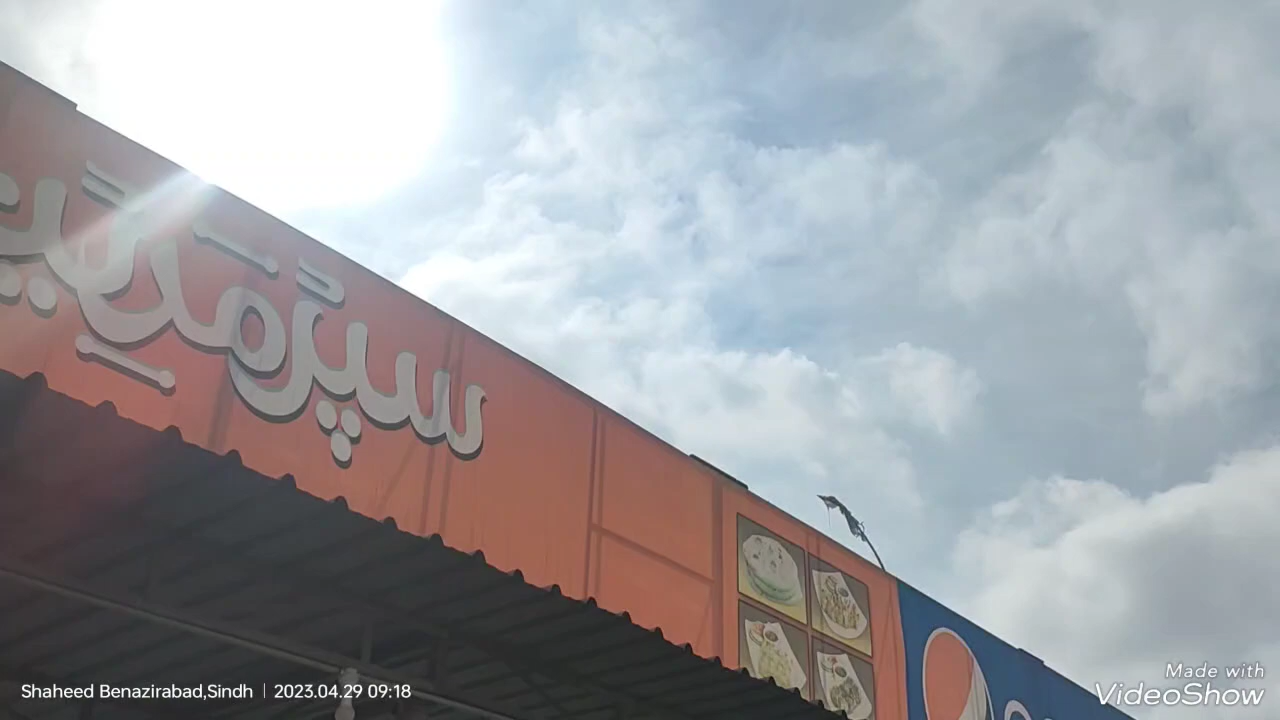 سپر
Shaheed Benazirabad,Sindh | 2023.04.29 09:18
Made with
VideoShow